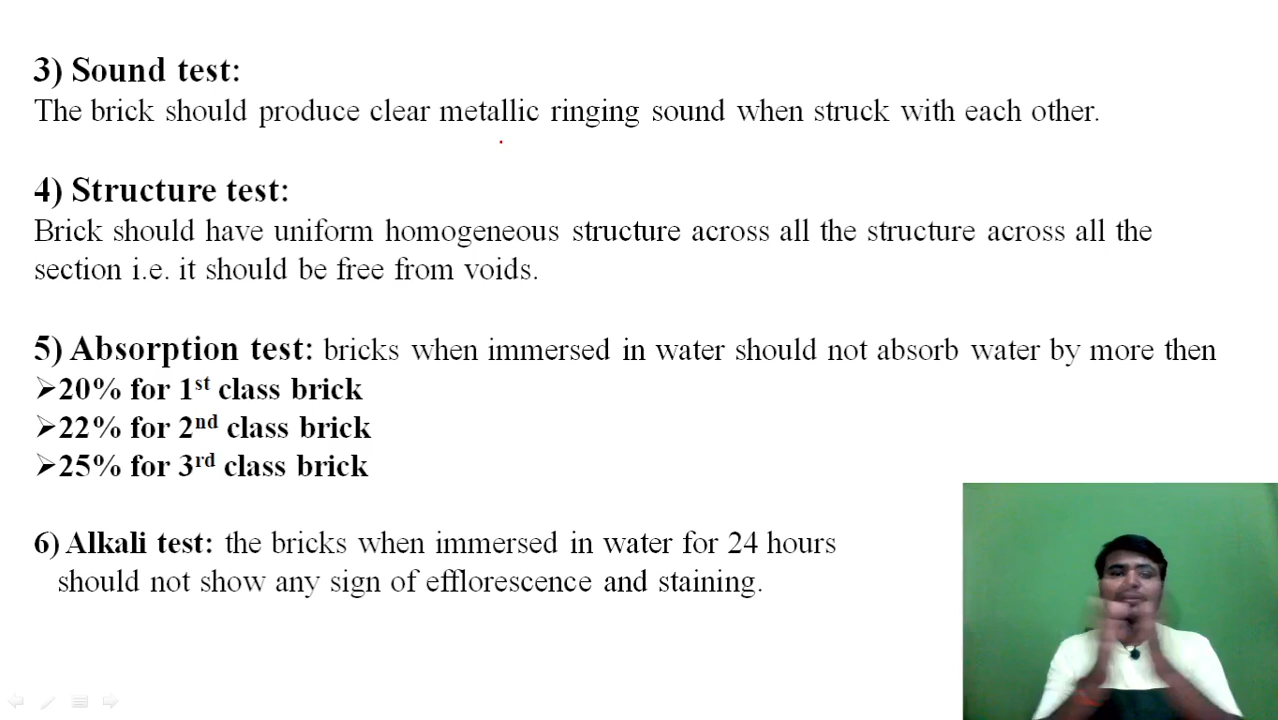 3) Sound test:
The brick should produce clear metallic ringing sound when struck with each other.
4) Structure test:
Brick should have uniform homogeneous structure across all the structure across all the
section i.e. it should be free from voids.
5) Absorption test: bricks when immersed in water should not absorb water by more then
➢20% for 1st class brick
➢22% for 2nd class brick
➢25% for 3rd class brick
6) Alkali test: the bricks when immersed in water for 24 hours
should not show any sign of efflorescence and staining.